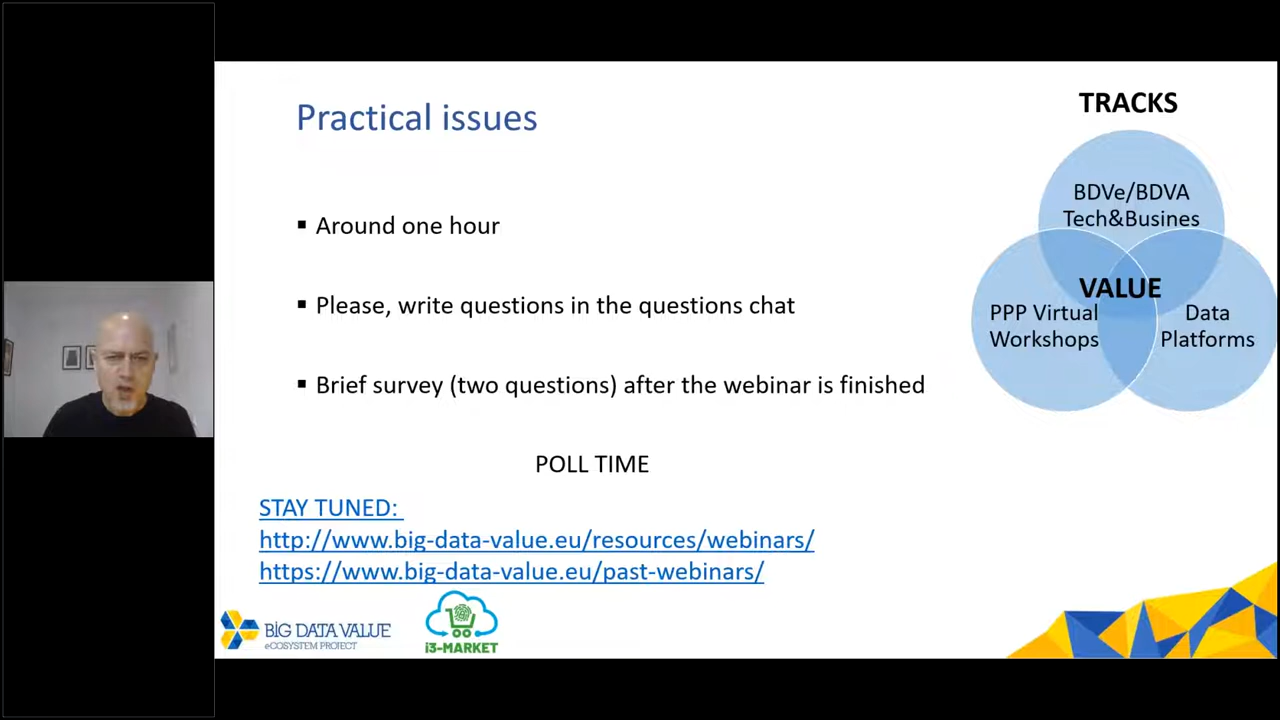 Practical issues
▪ Around one hour
▪ Please, write questions in the questions chat
▪ Brief survey (two questions) after the webinar is finished
POLL TIME
STAY TUNED:
http://www.big-data-value.eu/resources/webinars/
https://www.big-data-value.eu/past-webinars/
TRACKS
BDVe/BDVA
Tech&Busines
VALUE
PPP Virtual
Workshops
Data
Platforms
BIG DATA VALUE
eCOSYSTEM PROJECT
i3-MARKET